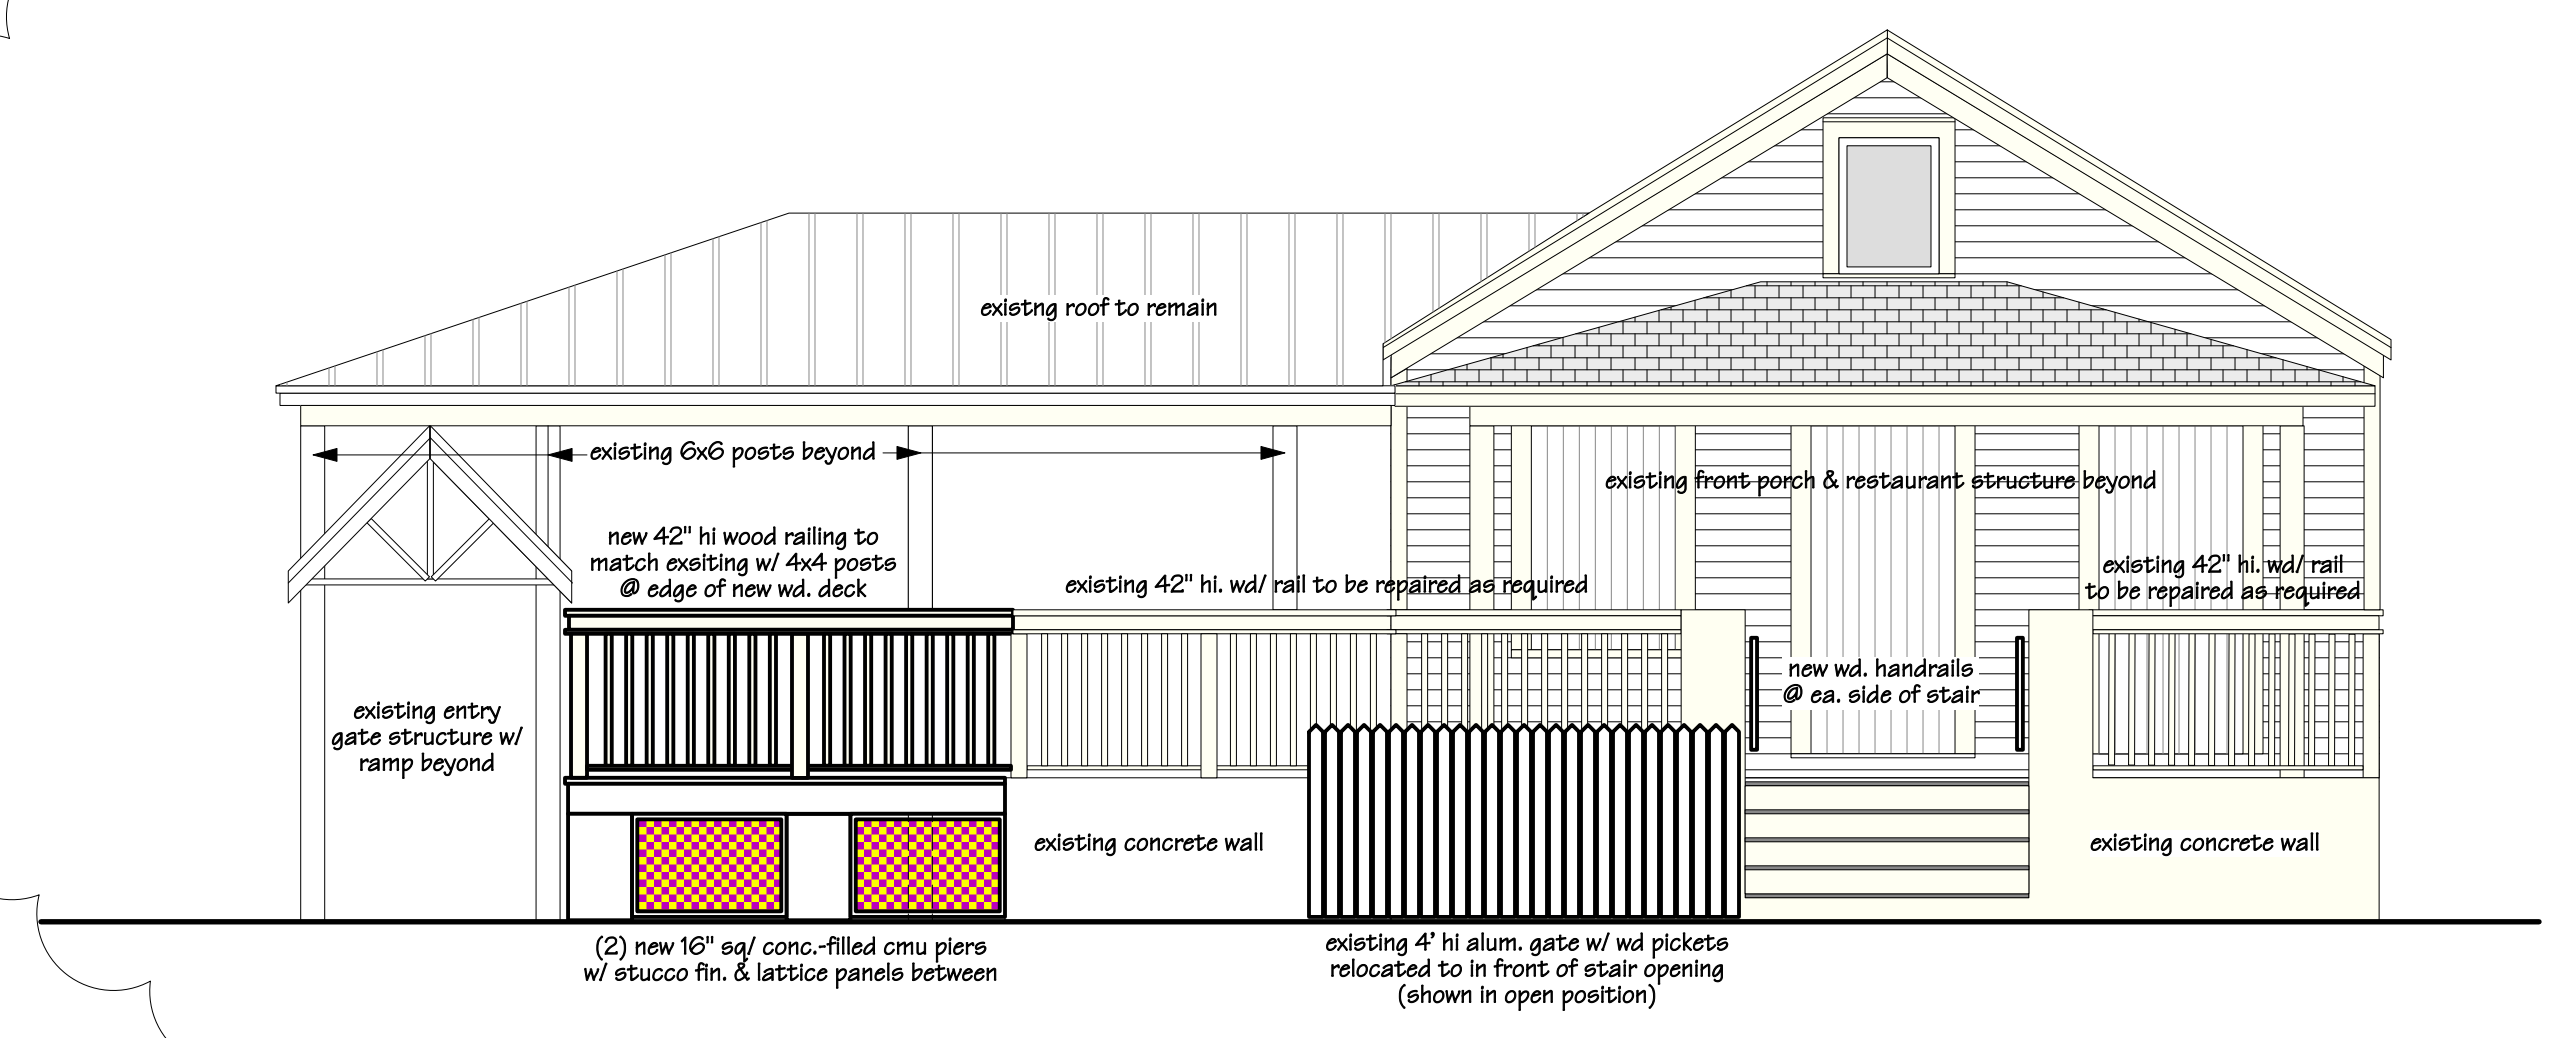 existng roof to remain
existing 6x6 posts beyond
existing front porch & restaurant structure beyond
new 42" hi wood railing to
match exsiting w/ 4x4 posts
@ edge of new wd. deck
existing 42" hi. wd/ rail to be repaired as required
existing 42" hi. wd/ rail
to be repaired as required
new wd. handrails
@ ea. side of stair
existing entry
gate structure w/
ramp beyond
existing concrete wall
existing concrete wall
(2) new 16" sq/ conc.-filled cmu piers
w/ stucco fin. & lattice panels between
existing 4' hi alum. gate w/ wd pickets
relocated to in front of stair opening
(shown in open position)